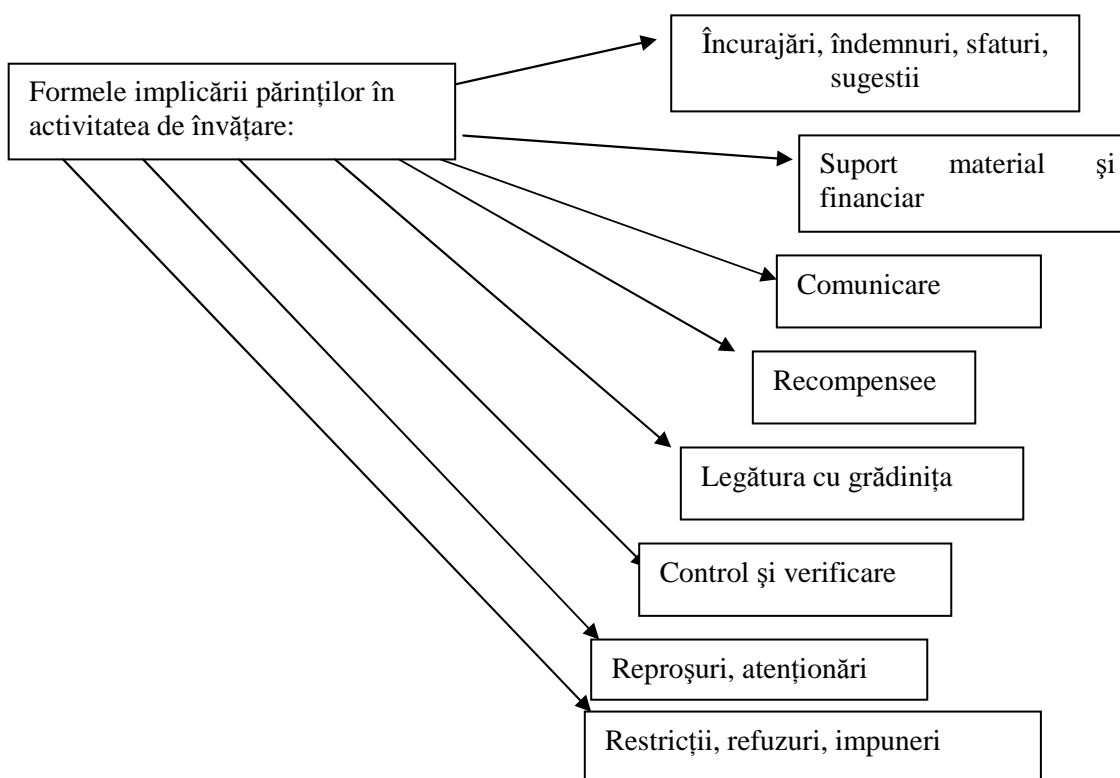 Încurajări, îndemnuri, sfaturi,
sugestii
Formele implicării părinților în
activitatea de învățare:
Suport material şi
financiar
Comunicare
Recompensee
Legătura cu grădinița
Control şi verificare
Reproşuri, atenționări
Restricții, refuzuri, impuneri